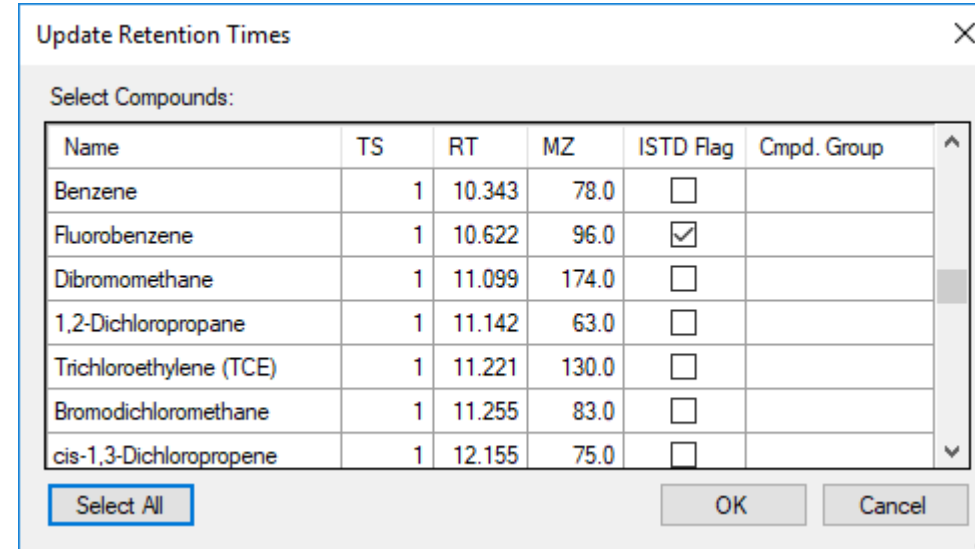 Update Retention Times
Select Compounds:
Name TS RT MZ ISTD Flag Cmpd. Group
Benzene 1 10.343 78.0
Fluorobenzene 1 10.622 96.0
Dibromomethane 1 11.099 174.0
1,2-Dichloropropane 1 11.142 63.0
Trichloroethylene (TCE) 1 11.221 130.0
Bromodichloromethane 1 11.255 83.0
cis-1,3-Dichloropropene 1 12.155 75.0
Select All OK Cancel